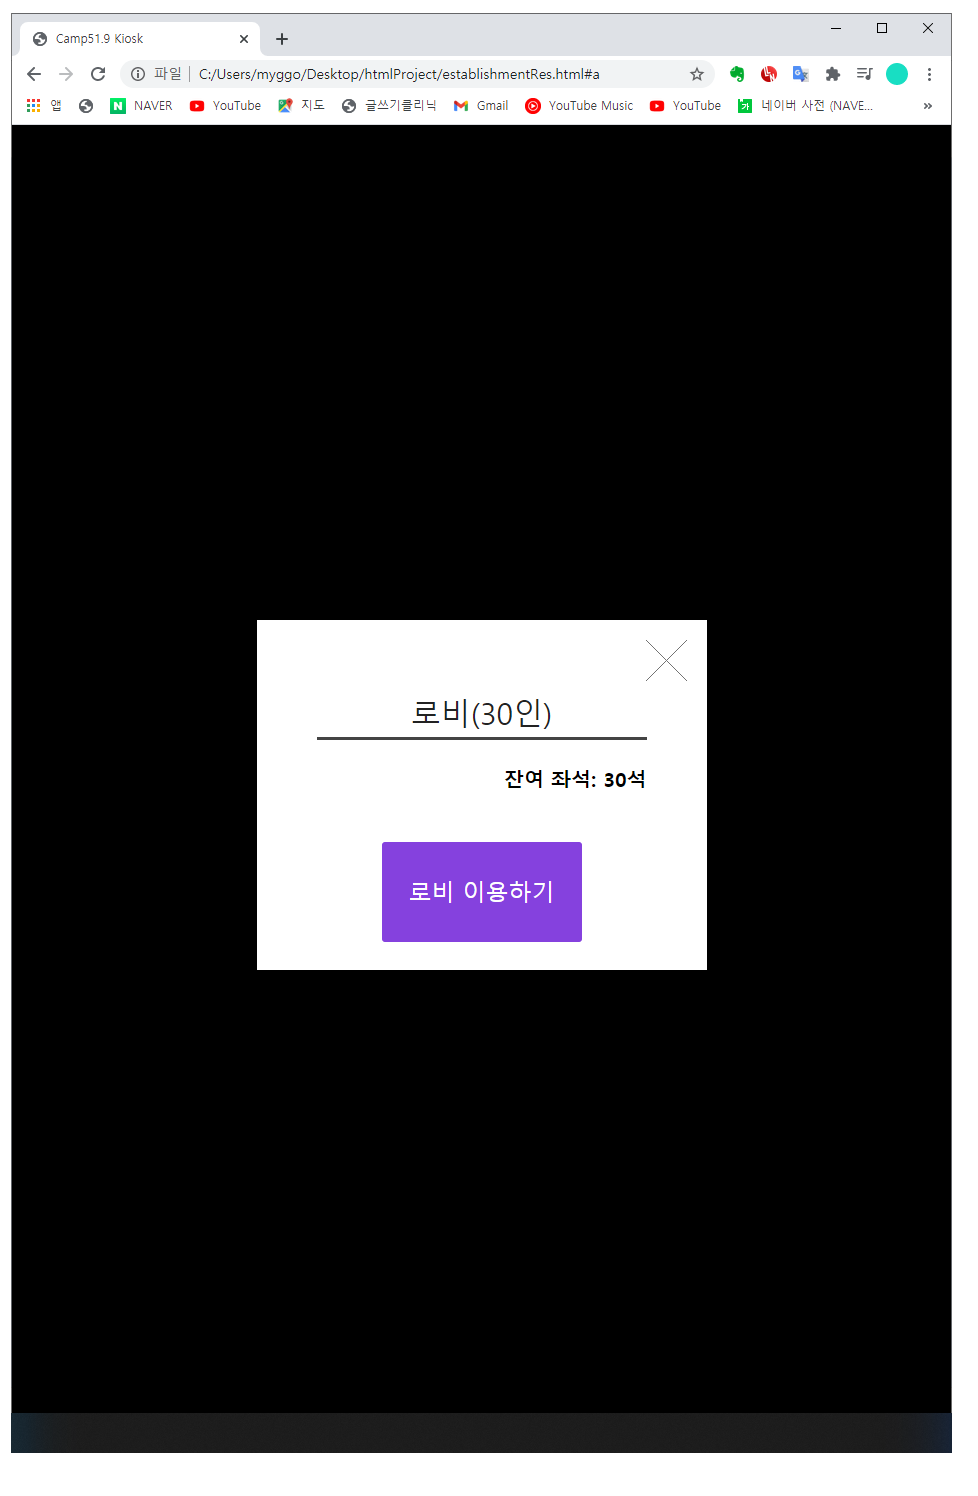 Camp51.9 Kiosk
파일 C:/Users/myggo/Desktop/htmlProject/establishmentRes.html#a
앱 NAVER YouTube 지도 글쓰기클리닉 Gmail YouTube Music YouTube 네이버 사전 (NAVE...
로비(30인)
잔여 좌석: 30석
로비 이용하기